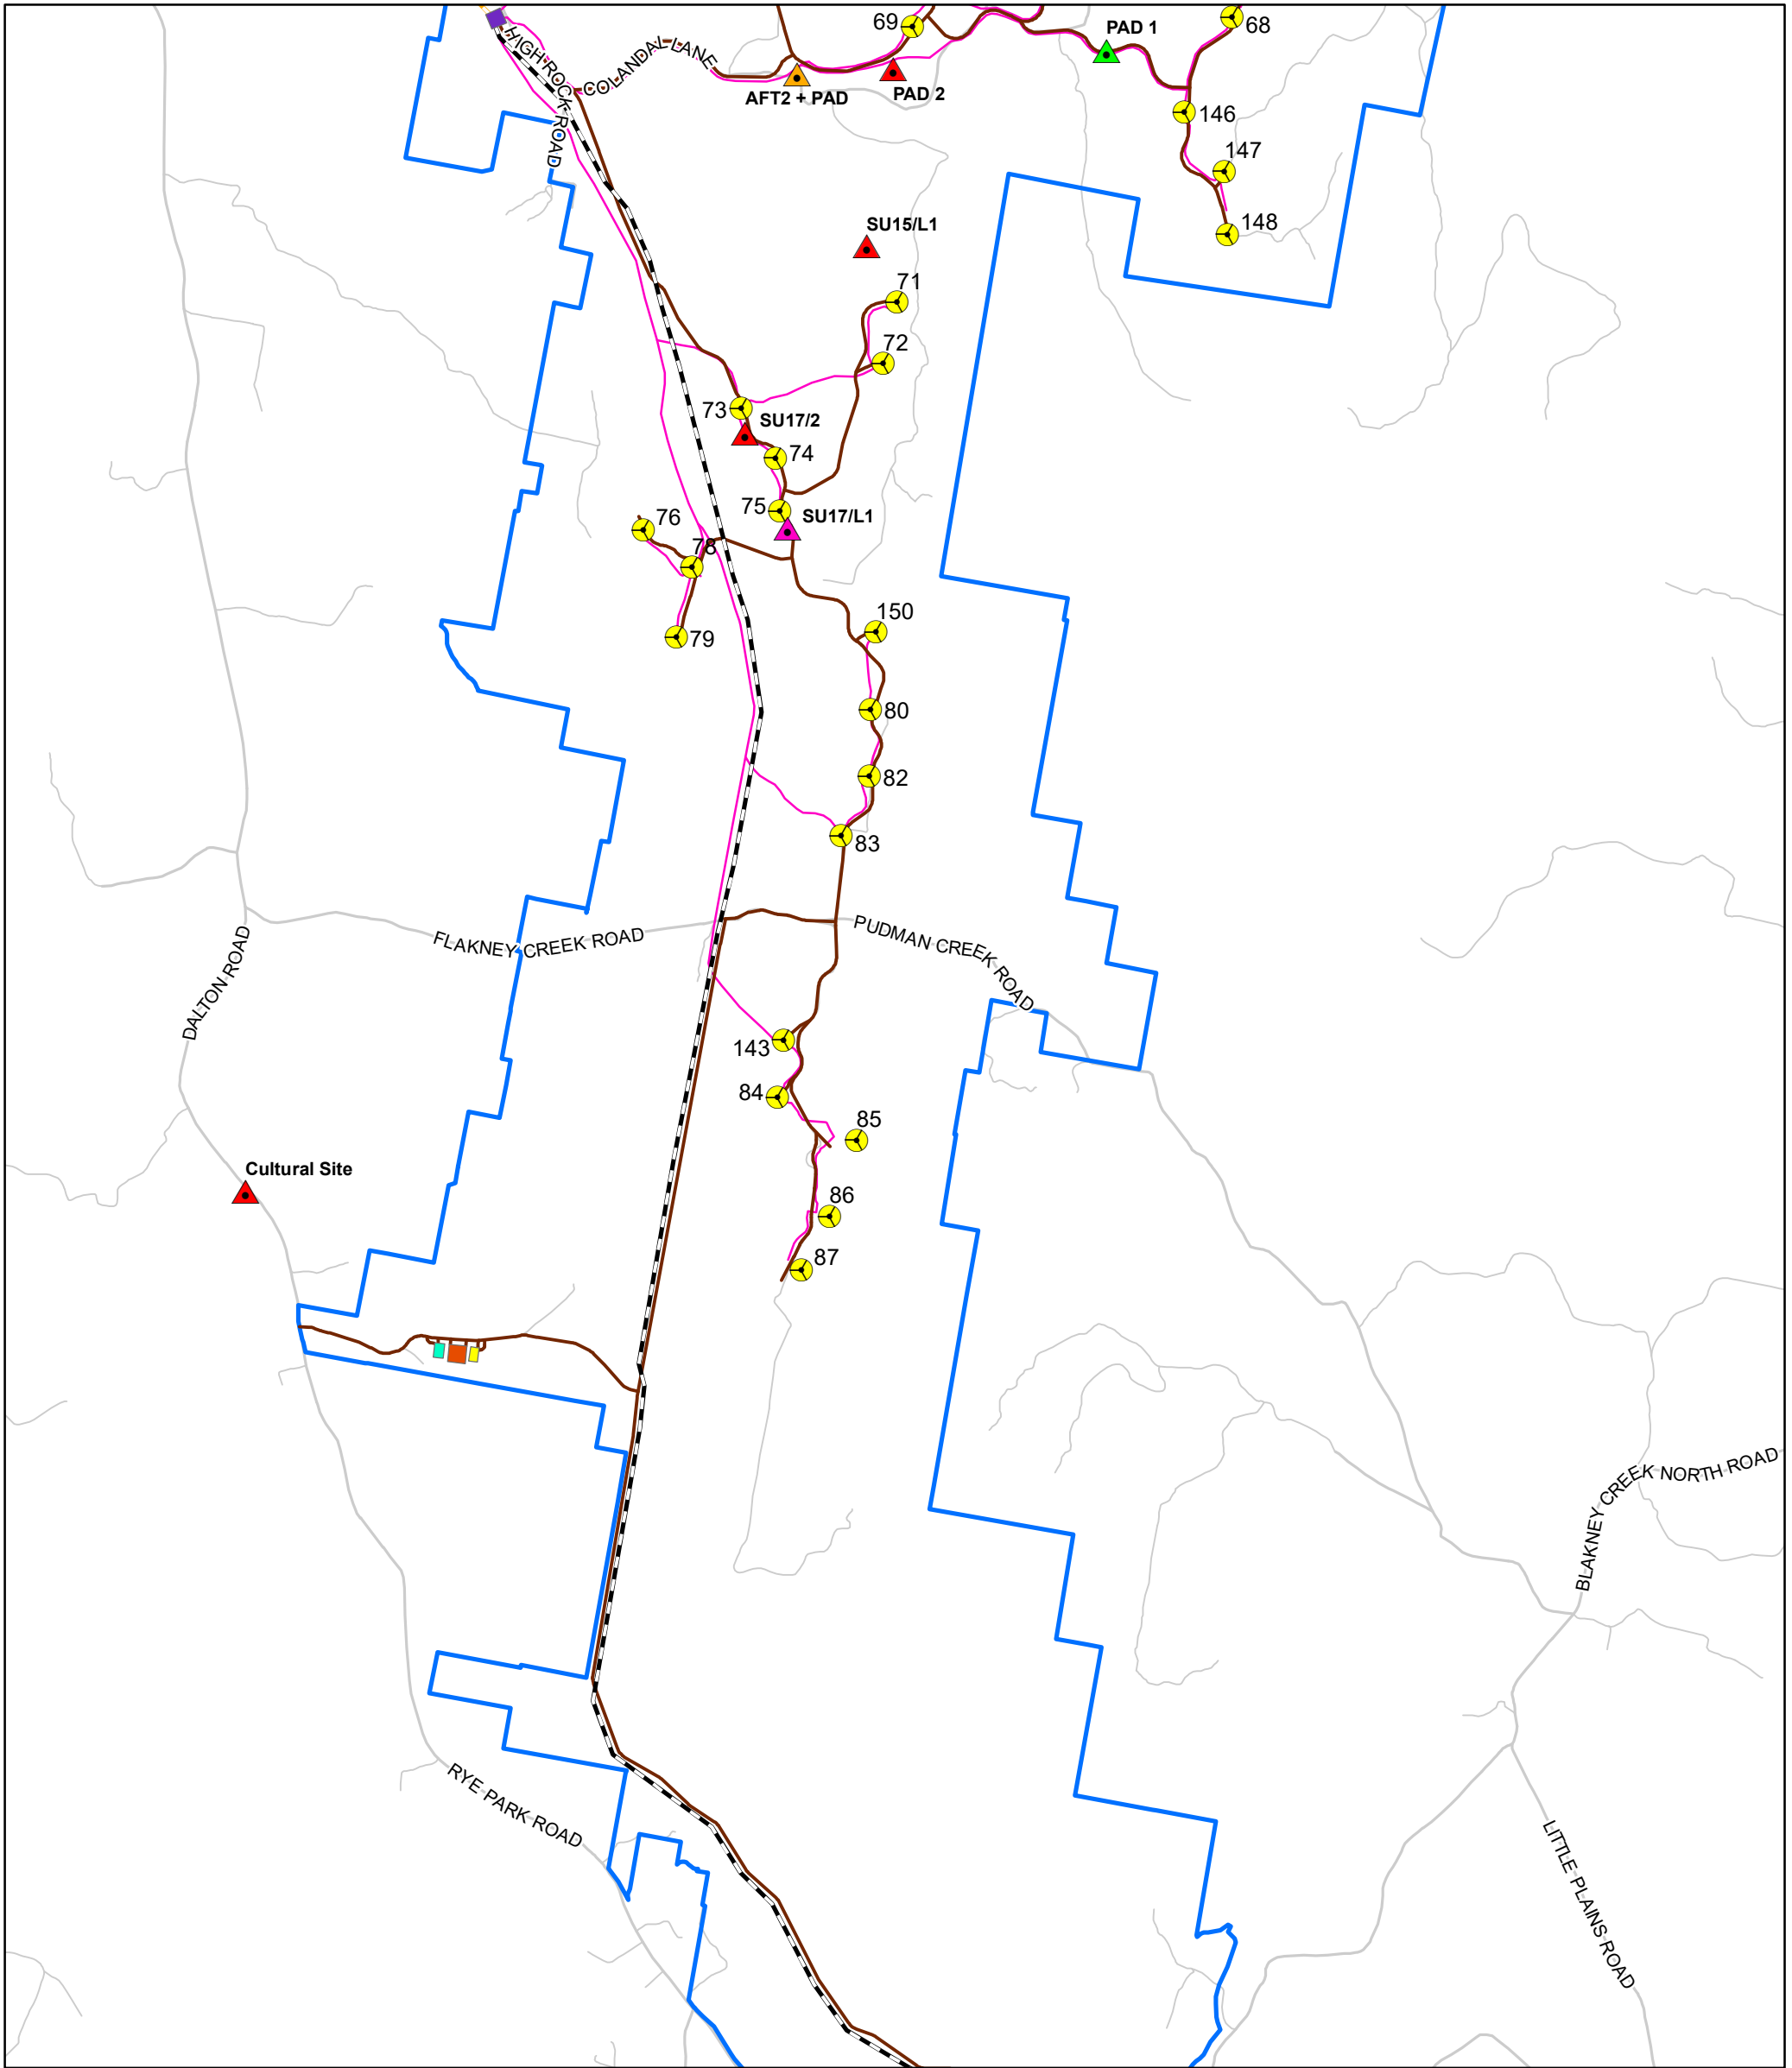 69
PAD 1
68
HIGH ROCK ROAD
COLANDAL LANE
AFT2 + PAD
PAD 2
146
147
148
SU15/L1
71
72
73
SU17/2
74
75
SU17/L1
76
78
79
150
80
82
83
FLAKNEY CREEK ROAD
PUDMAN CREEK ROAD
DALTON ROAD
143
84
85
Cultural Site
86
87
BLAKNEY CREEK NORTH ROAD
RYE PARK ROAD
LITTLE PLAINS ROAD